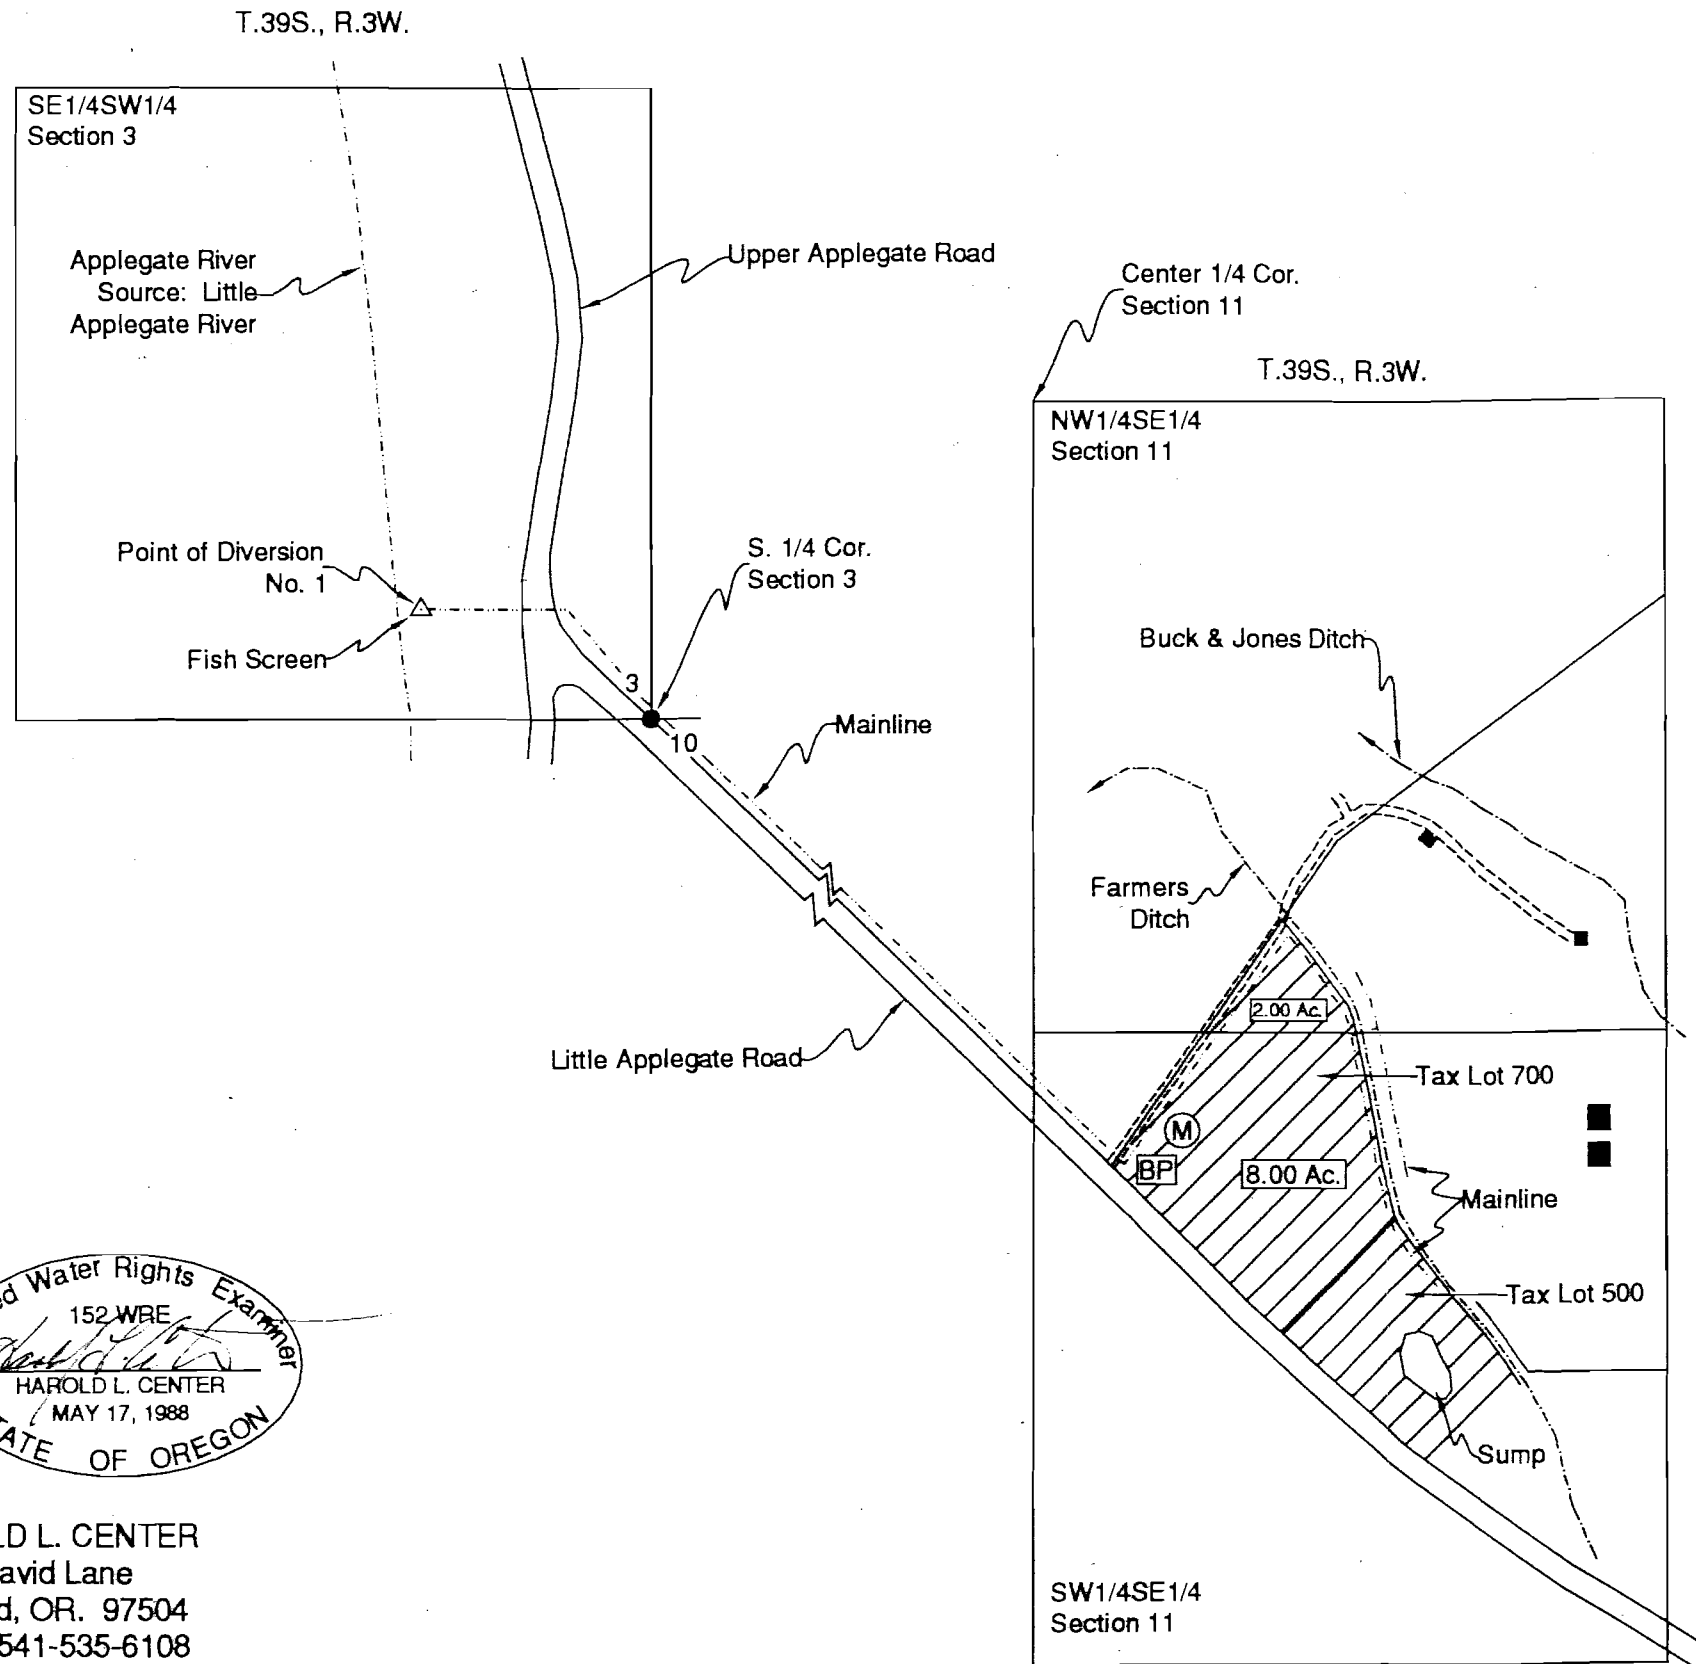 T.39S., R.3W.
SE1/4SW1/4
Section 3
Applegate River
Source: Little
Applegate River
Upper Applegate Road
Center 1/4 Cor.
Section 11
T.39S., R.3W.
NW1/4SE1/4
Section 11
Point of Diversion
No. 1
Fish Screen
S. 1/4 Cor.
Section 3
3
10
Mainline
Buck & Jones Ditch
Farmers
Ditch
Little Applegate Road
2.00 Ac.
Tax Lot 700
M
BP
8.00 Ac.
Mainline
Tax Lot 500
Sump
SW1/4SE1/4
Section 11
Water Rights Examiner
152 WRE
HAROLD L. CENTER
MAY 17, 1988
OF OREGON
L. CENTER
Lane
OR. 97504
541-535-6108